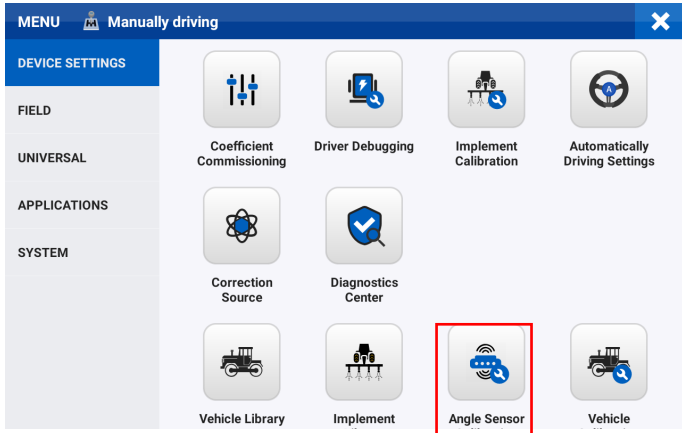 MENU Manually driving
DEVICE SETTINGS
FIELD
UNIVERSAL
APPLICATIONS
SYSTEM
Coefficient
Commissioning
Driver Debugging
Implement
Calibration
A
Automatically
Driving Settings
Correction
Source
Diagnostics
Center
Vehicle Library
Implement
Angle Sensor
Vehicle